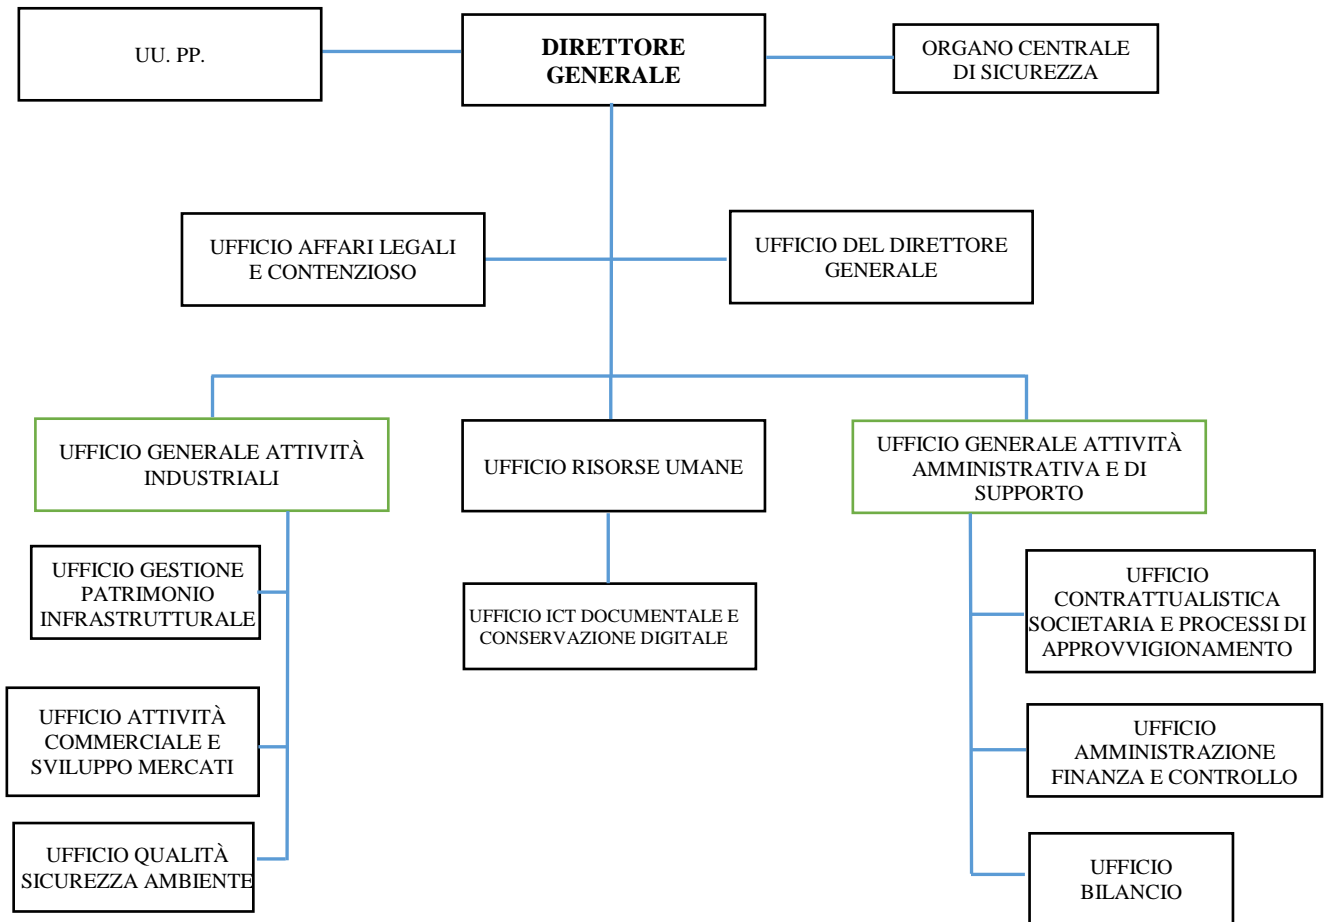 UU. PP.
DIRETTORE
GENERALE
ORGANO CENTRALE
DI SICUREZZA
UFFICIO AFFARI LEGALI
E CONTENZIOSO
UFFICIO DEL DIRETTORE
GENERALE
UFFICIO GENERALE ATTIVITÀ
INDUSTRIALI
UFFICIO RISORSE UMANE
UFFICIO GENERALE ATTIVITÀ
AMMINISTRATIVA E DI
SUPPORTO
UFFICIO GESTIONE
PATRIMONIO
INFRASTRUTTURALE
UFFICIO ICT DOCUMENTALE E
CONSERVAZIONE DIGITALE
UFFICIO
CONTRATTUALISTICA
SOCIETARIA E PROCESSI DI
APPROVVIGIONAMENTO
UFFICIO ATTIVITÀ
COMMERCIALE E
SVILUPPO MERCATI
UFFICIO
AMMINISTRAZIONE
FINANZA E CONTROLLO
UFFICIO QUALITÀ
SICUREZZA AMBIENTE
UFFICIO
BILANCIO